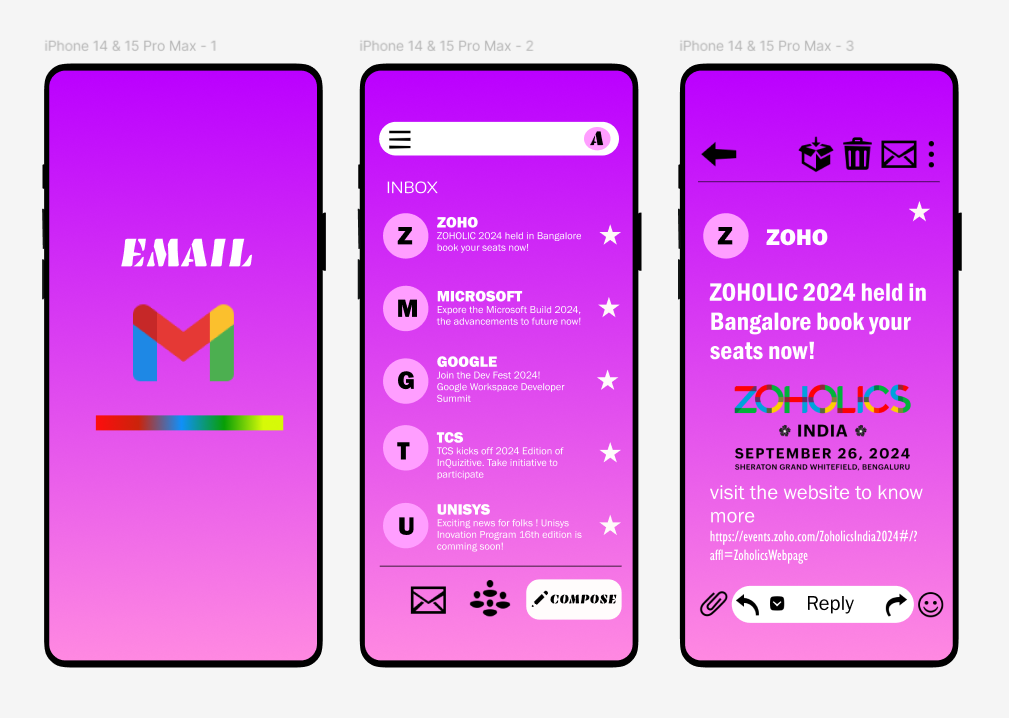 iPhone 14 & 15 Pro Max - 1
EMAIL
iPhone 14 & 15 Pro Max - 2
A
INBOX
Z
ZOHO
ZOHOLIC 2024 held in Bangalore
book your seats now!
M
MICROSOFT
Expore the Microsoft Build 2024,
the advancements to future now!
G
GOOGLE
Join the Dev Fest 2024!
Google Workspace Developer
Summit
T
TCS
TCS kicks off 2024 Edition of
InQuizitive. Take initiative to
participate
U
UNISYS
Exciting news for folks ! Unisys
Inovation Program 16th edition is
comming soon!
COMPOSE
iPhone 14 & 15 Pro Max - 3
Z
ZOHO
ZOHOLIC 2024 held in
Bangalore book your
seats now!
ZOHOLICS
INDIA
SEPTEMBER 26, 2024
SHERATON GRAND WHITEFIELD, BENGALURU
visit the website to know
more
https://events.zoho.com/ZoholicsIndia2024#/?
affl=ZoholicsWebpage
Reply